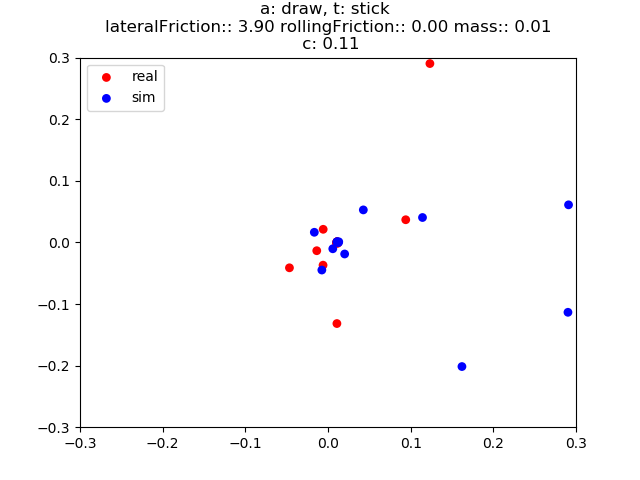 a: draw, t: stick
lateralFriction:: 3.90 rollingFriction:: 0.00 mass:: 0.01
c: 0.11
real
sim
0.3
0.2
0.1
0.0
−0.1
−0.2
−0.3
−0.3
−0.2
−0.1
0.0
0.1
0.2
0.3